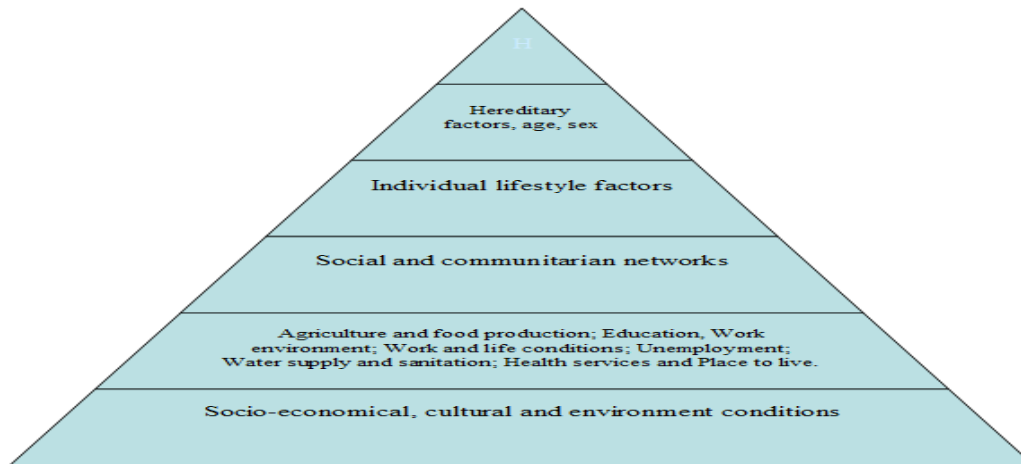 H
Hereditary
factors, age, sex
Individual lifestyle factors
Social and communitarian networks
Agriculture and food production; Education, Work
environment; Work and life conditions; Unemployment;
Water supply and sanitation; Health services and Place to live.
Socio-economical, cultural and environment conditions